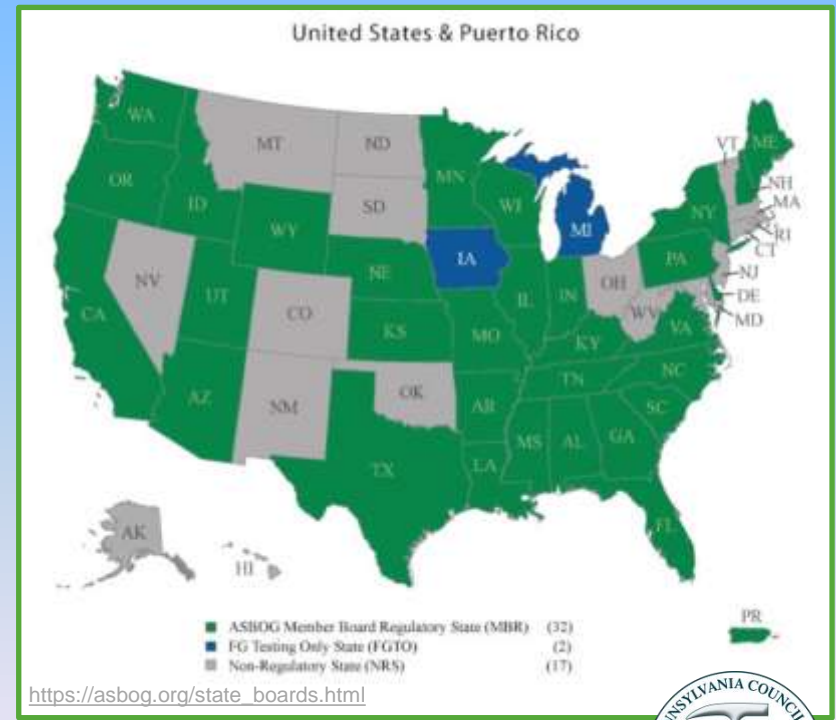 United States & Puerto Rico
WA
MT
ND
MN
VT
ME
OR
ID
SD
WI
NH
MA
WY
NY
MI
RI
CT
IA
PA
NV
NE
NJ
OH
UT
IL
IN
DE
CO
WV
MD
CA
VA
KS
MO
KY
NC
TN
OK
AZ
NM
AR
SC
MS
AL
GA
TX
LA
FL
AK
HI
PR
ASBOG Member Board Regulatory State (MBR) (32)
FG Testing Only State (FGTO) (2)
Non-Regulatory State (NRS) (17)
https://asbog.org/state_boards.html